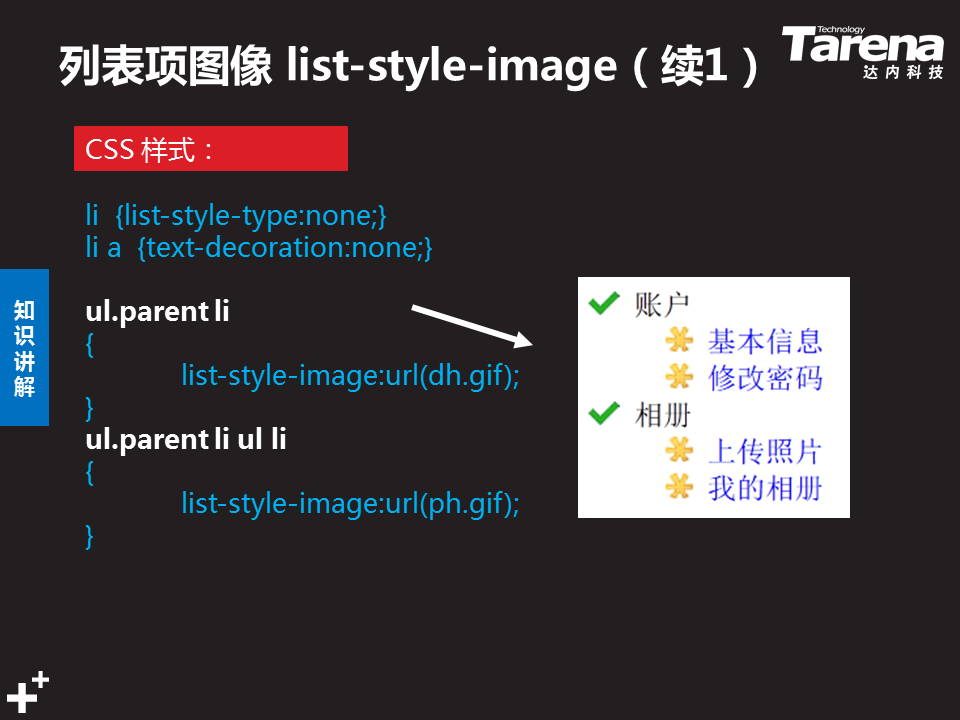 列表项图像 list-style-image（续1）
Technology
Tarena
达内科技
CSS 样式：
li {list-style-type:none;}
li a {text-decoration:none;}
知识讲解
ul.parent li
{
list-style-image:url(dh.gif);
}
ul.parent li ul li
{
list-style-image:url(ph.gif);
}
账户
基本信息
修改密码
相册
上传照片
我的相册